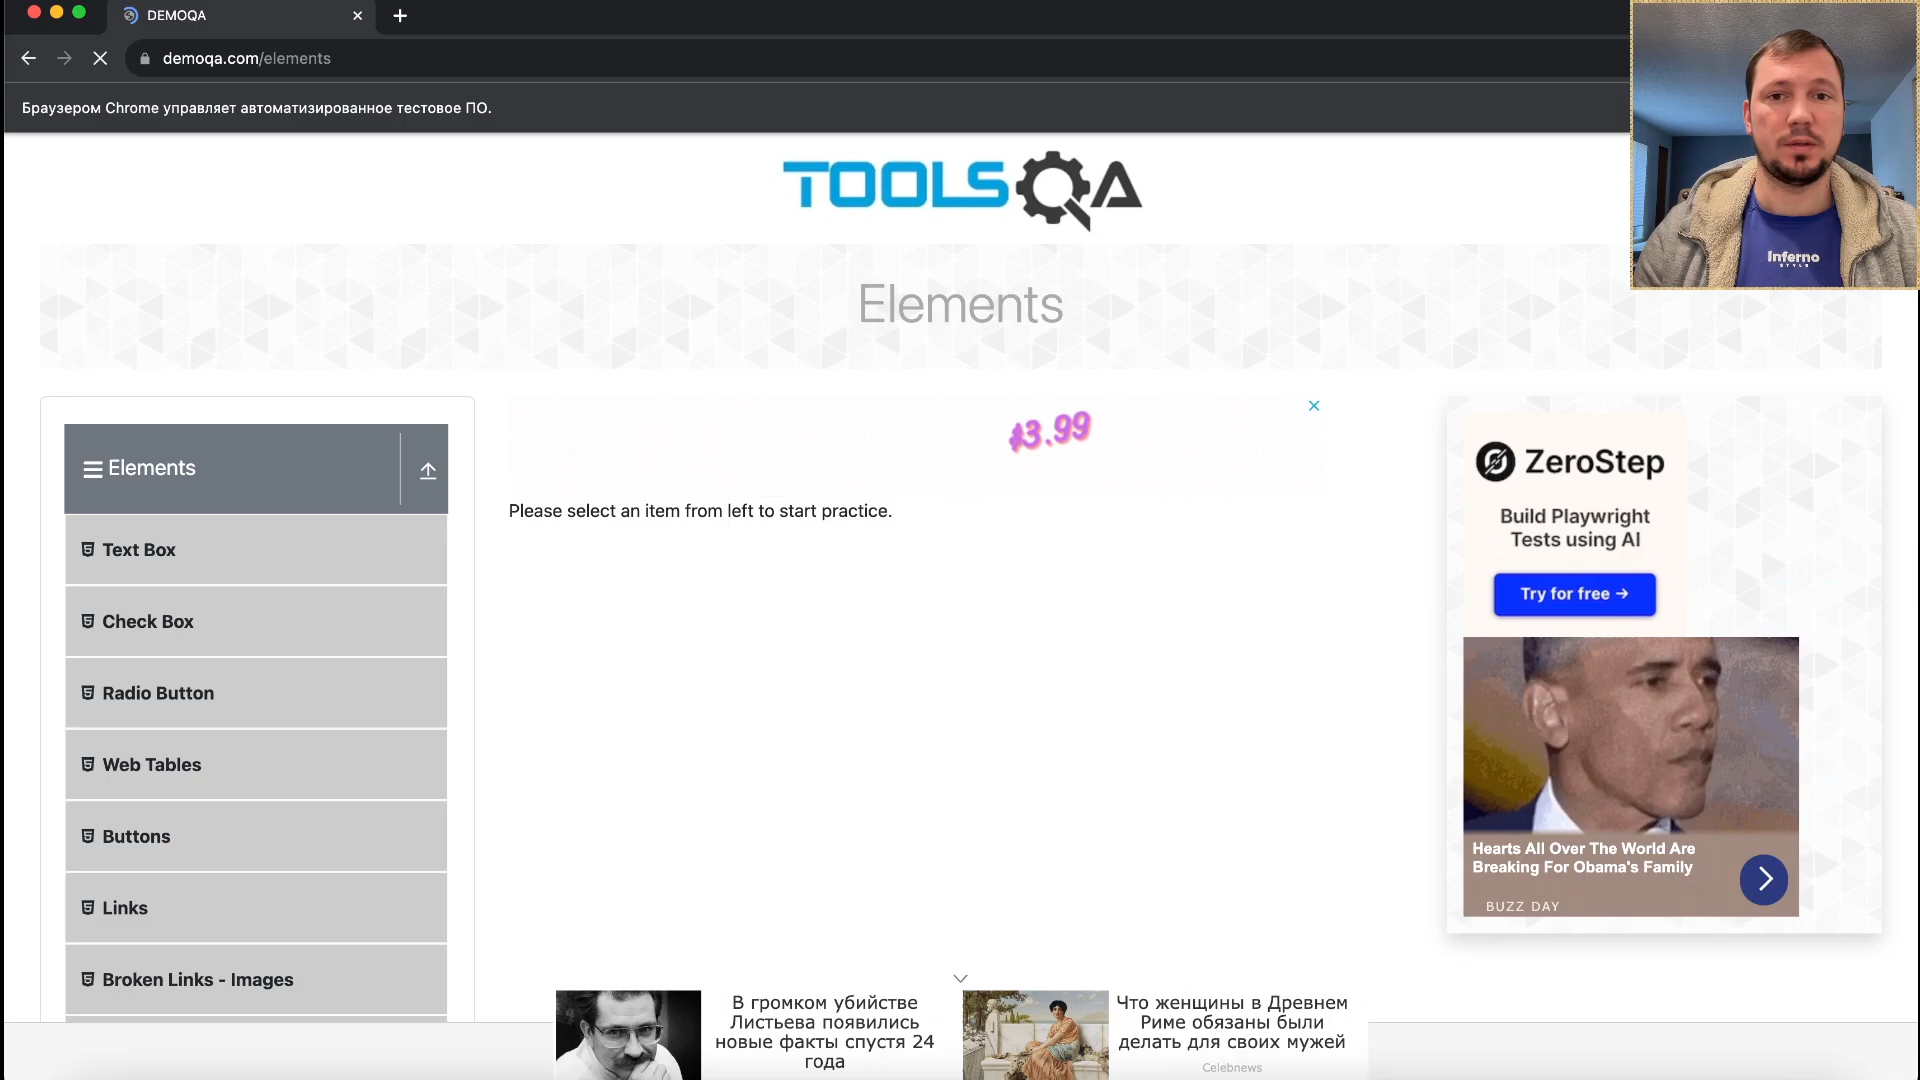 DEMOQA
demoqa.com/elements
Браузером Chrome управляет автоматизированное тестовое ПО.
TOOLSQA
Inferno
STYLE
Elements
Elements
Text Box
Check Box
Radio Button
Web Tables
Buttons
Links
Broken Links - Images
$3.99
Please select an item from left to start practice.
ZeroStep
Build Playwright
Tests using AI
Try for free →
Hearts All Over The World Are
Breaking For Obama's Family
BUZZ DAY
В громком убийстве
Листьева появились
новые факты спустя 24
года
Что женщины в Древнем
Риме обязаны были
делать для своих мужей
Celebnews